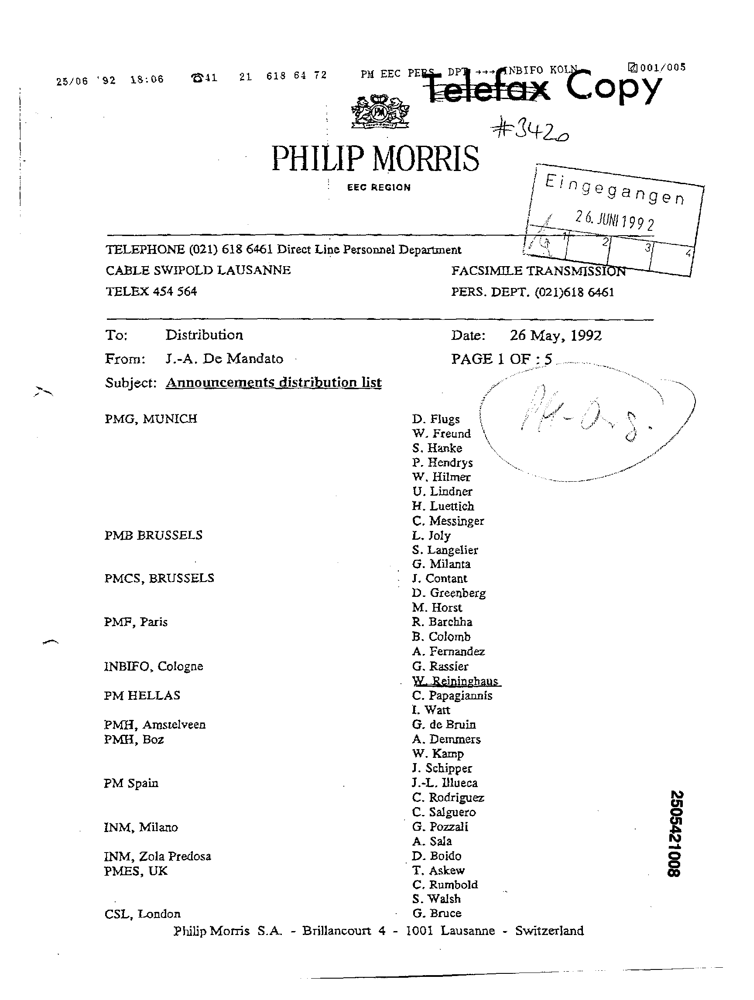 25/06 '92 18:06 ☎41 21 618 64 72 PM EEC PERS. DPT →→→ INBIFO KOLN 001/005
Telefax Copy
#3420
PHILIP MORRIS
EEC REGION
Eingegangen
26. JUNI 1992
1 2 3 4
TELEPHONE (021) 618 6461 Direct Line Personnel Department
CABLE SWIPOLD LAUSANNE FACSIMILE TRANSMISSION
TELEX 454 564 PERS. DEPT. (021)618 6461
To: Distribution Date: 26 May, 1992
From: J.-A. De Mandato PAGE 1 OF : 5
Subject: Announcements distribution list
PMG, MUNICH D. Flugs
W. Freund
S. Hanke
P. Hendrys
W. Hilmer
U. Lindner
H. Luettich
C. Messinger
PMB BRUSSELS L. Joly
S. Langelier
G. Milanta
PMCS, BRUSSELS J. Contant
D. Greenberg
M. Horst
PMF, Paris R. Barchha
B. Colomb
A. Fernandez
INBIFO, Cologne G. Rassier
W. Reininghaus
PM HELLAS C. Papagiannis
I. Watt
PMH, Amstelveen G. de Bruin
PMH, Boz A. Demmers
W. Kamp
J. Schipper
PM Spain J.-L. Illueca
C. Rodriguez
C. Salguero
INM, Milano G. Pozzali
A. Sala
INM, Zola Predosa D. Boido
PMES, UK T. Askew
C. Rumbold
S. Walsh
CSL, London G. Bruce
Philip Morris S.A. - Brillancourt 4 - 1001 Lausanne - Switzerland
2505421008